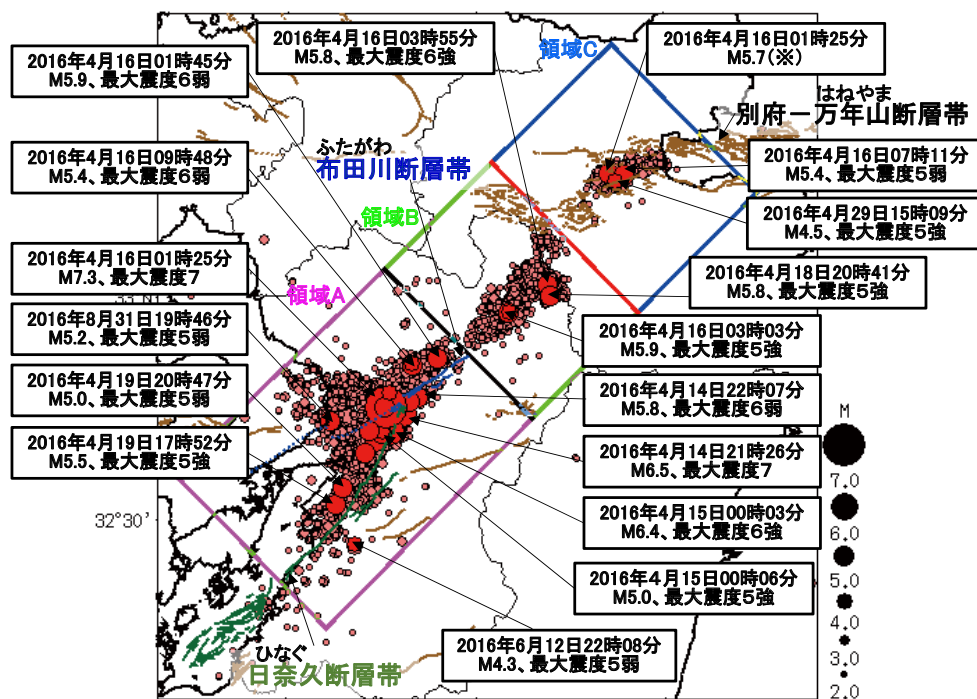 2016年4月16日03時55分
M5.8、最大震度6強
領域C
2016年4月16日01時25分
M5.7(※)
2016年4月16日01時45分
M5.9、最大震度6弱
はねやま
別府－万年山断層帯
ふたがわ
布田川断層帯
2016年4月16日09時48分
M5.4、最大震度6弱
2016年4月16日07時11分
M5.4、最大震度5弱
領域B
2016年4月29日15時09分
M4.5、最大震度5強
2016年4月16日01時25分
M7.3、最大震度7
2016年4月18日20時41分
M5.8、最大震度5強
領域A
2016年8月31日19時46分
M5.2、最大震度5弱
2016年4月16日03時03分
M5.9、最大震度5強
2016年4月19日20時47分
M5.0、最大震度5弱
2016年4月14日22時07分
M5.8、最大震度6弱
2016年4月19日17時52分
M5.5、最大震度5強
2016年4月14日21時26分
M6.5、最大震度7
M
7.0
6.0
5.0
4.0
3.0
2.0
32°30'
2016年4月15日00時03分
M6.4、最大震度6強
2016年4月15日00時06分
M5.0、最大震度5強
2016年6月12日22時08分
M4.3、最大震度5弱
ひなぐ
日奈久断層帯